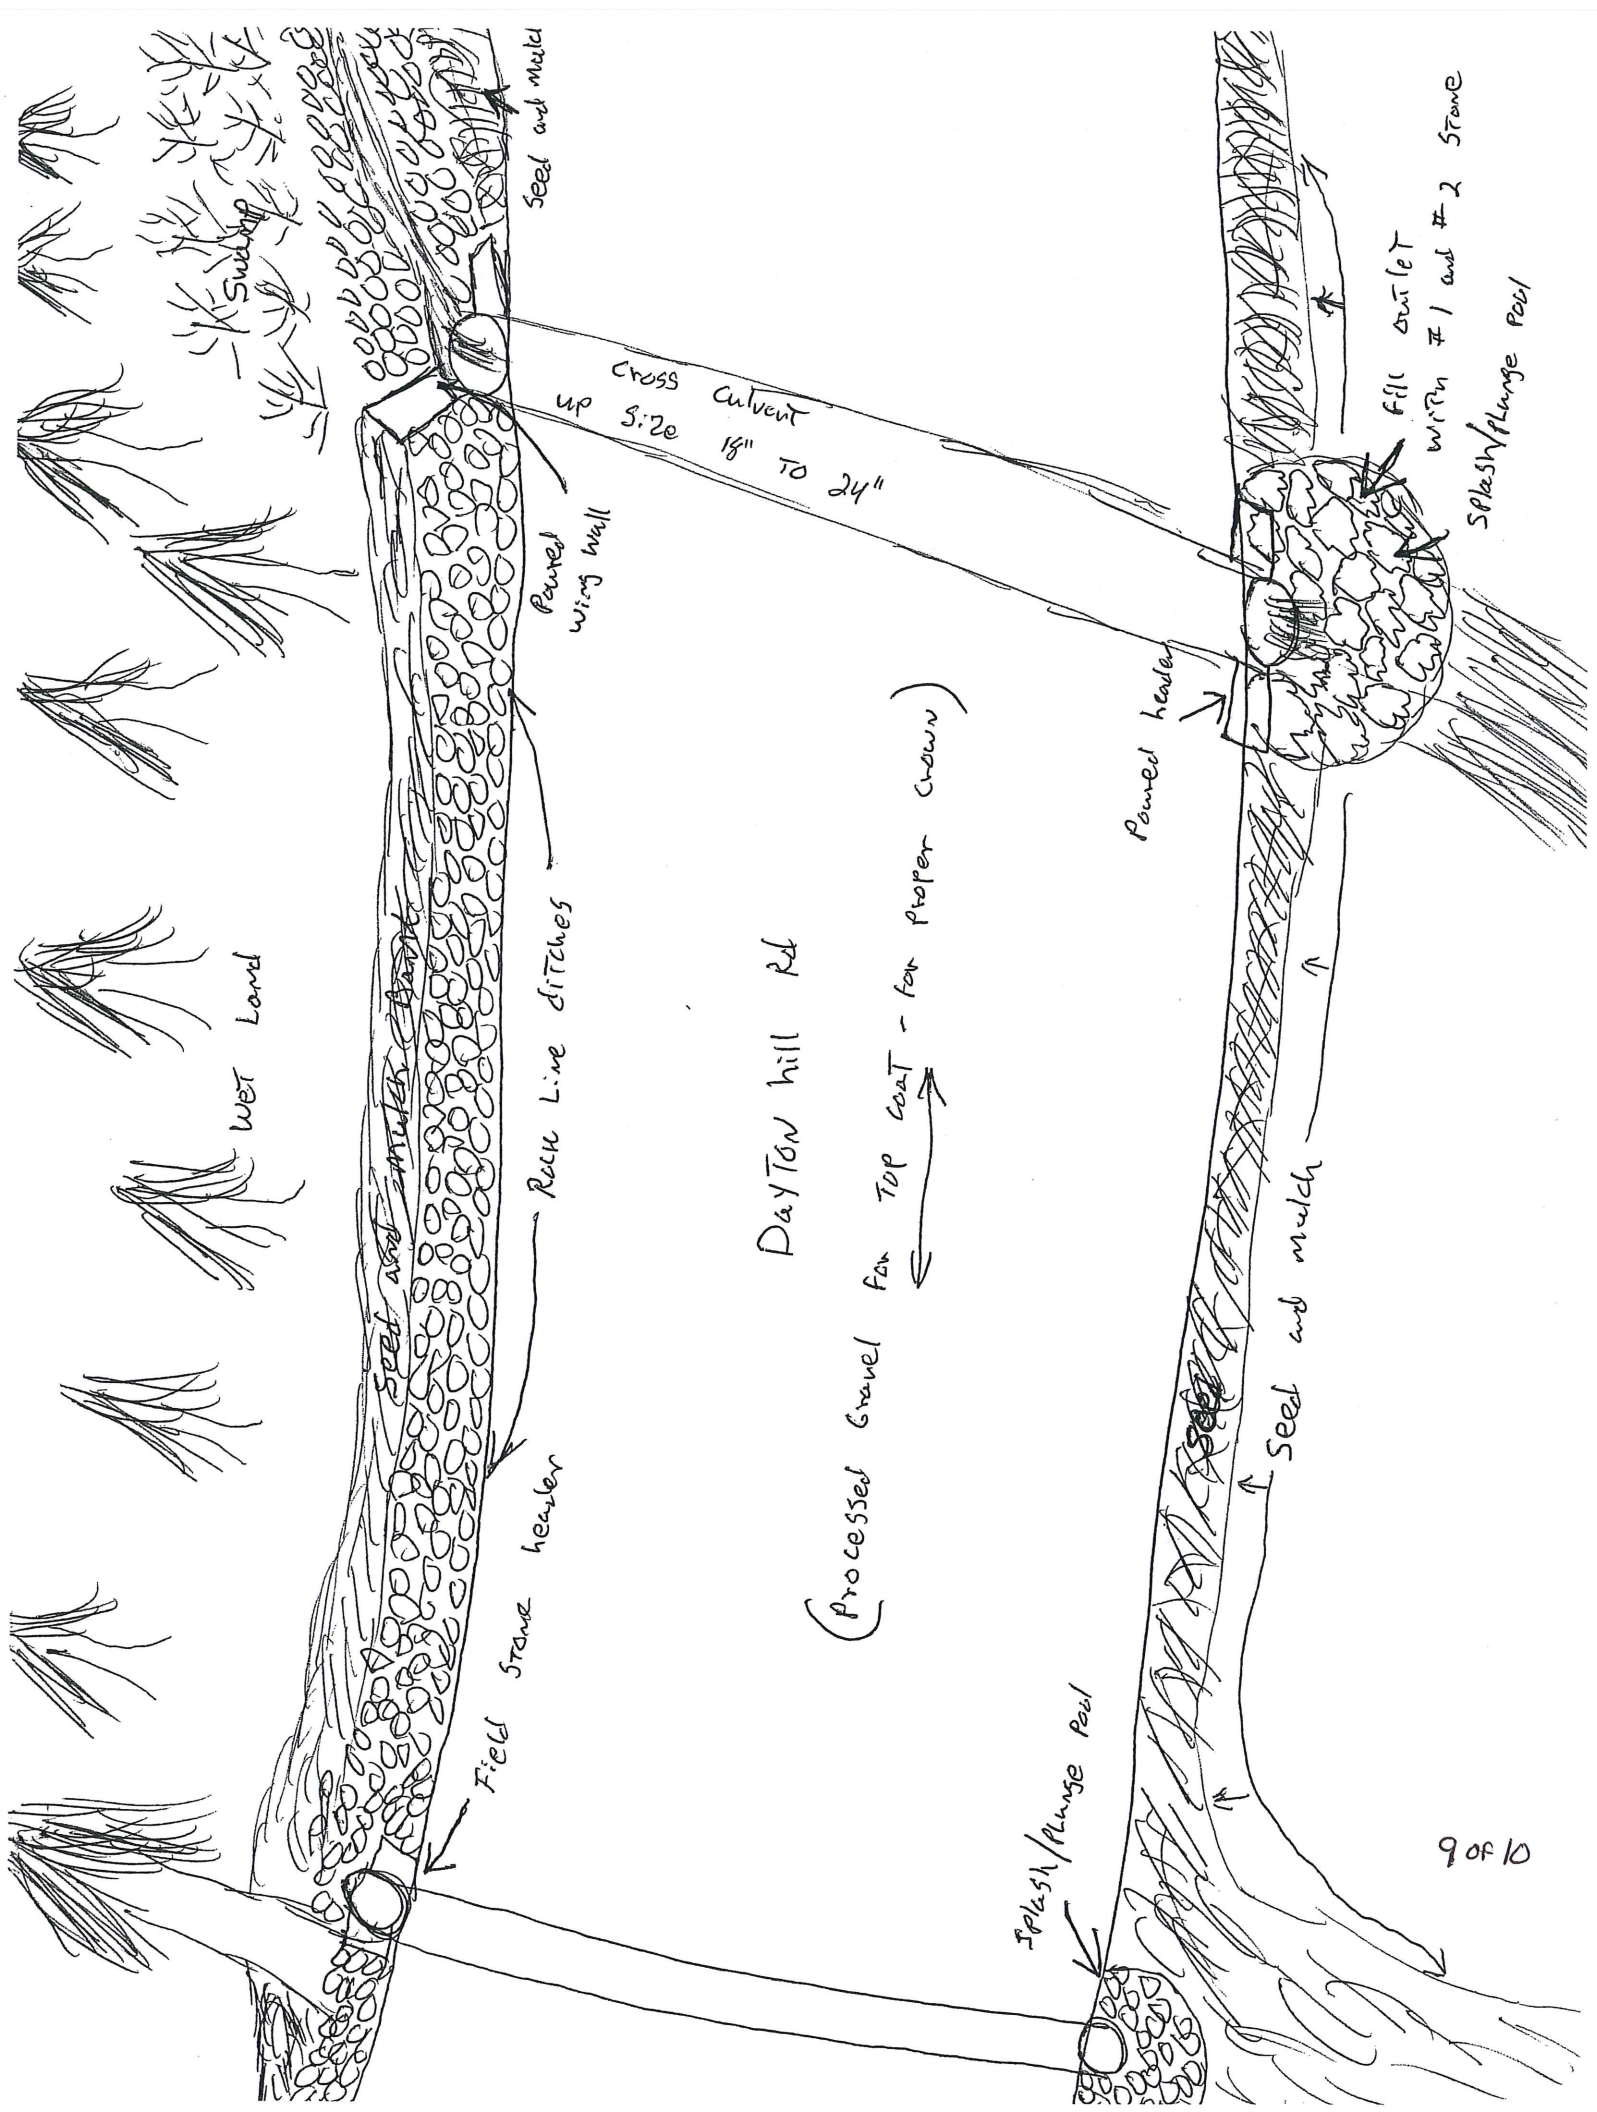 Swamp
Wet Land
Seed and mulch Bank
Seed and Mulch
Field Stone header
Rock Line ditches
Poured
wing wall
Cross Culvert
up Size 18" To 24"
DayTon hill Rd
(Processed Gravel for Top coaT - for proper crown)
Splash/Plunge Pool
Poured header
Seed
Seed and mulch
Fill outleT
with #1 and #2 Stone
Splash/Plunge Pool
9 of 10